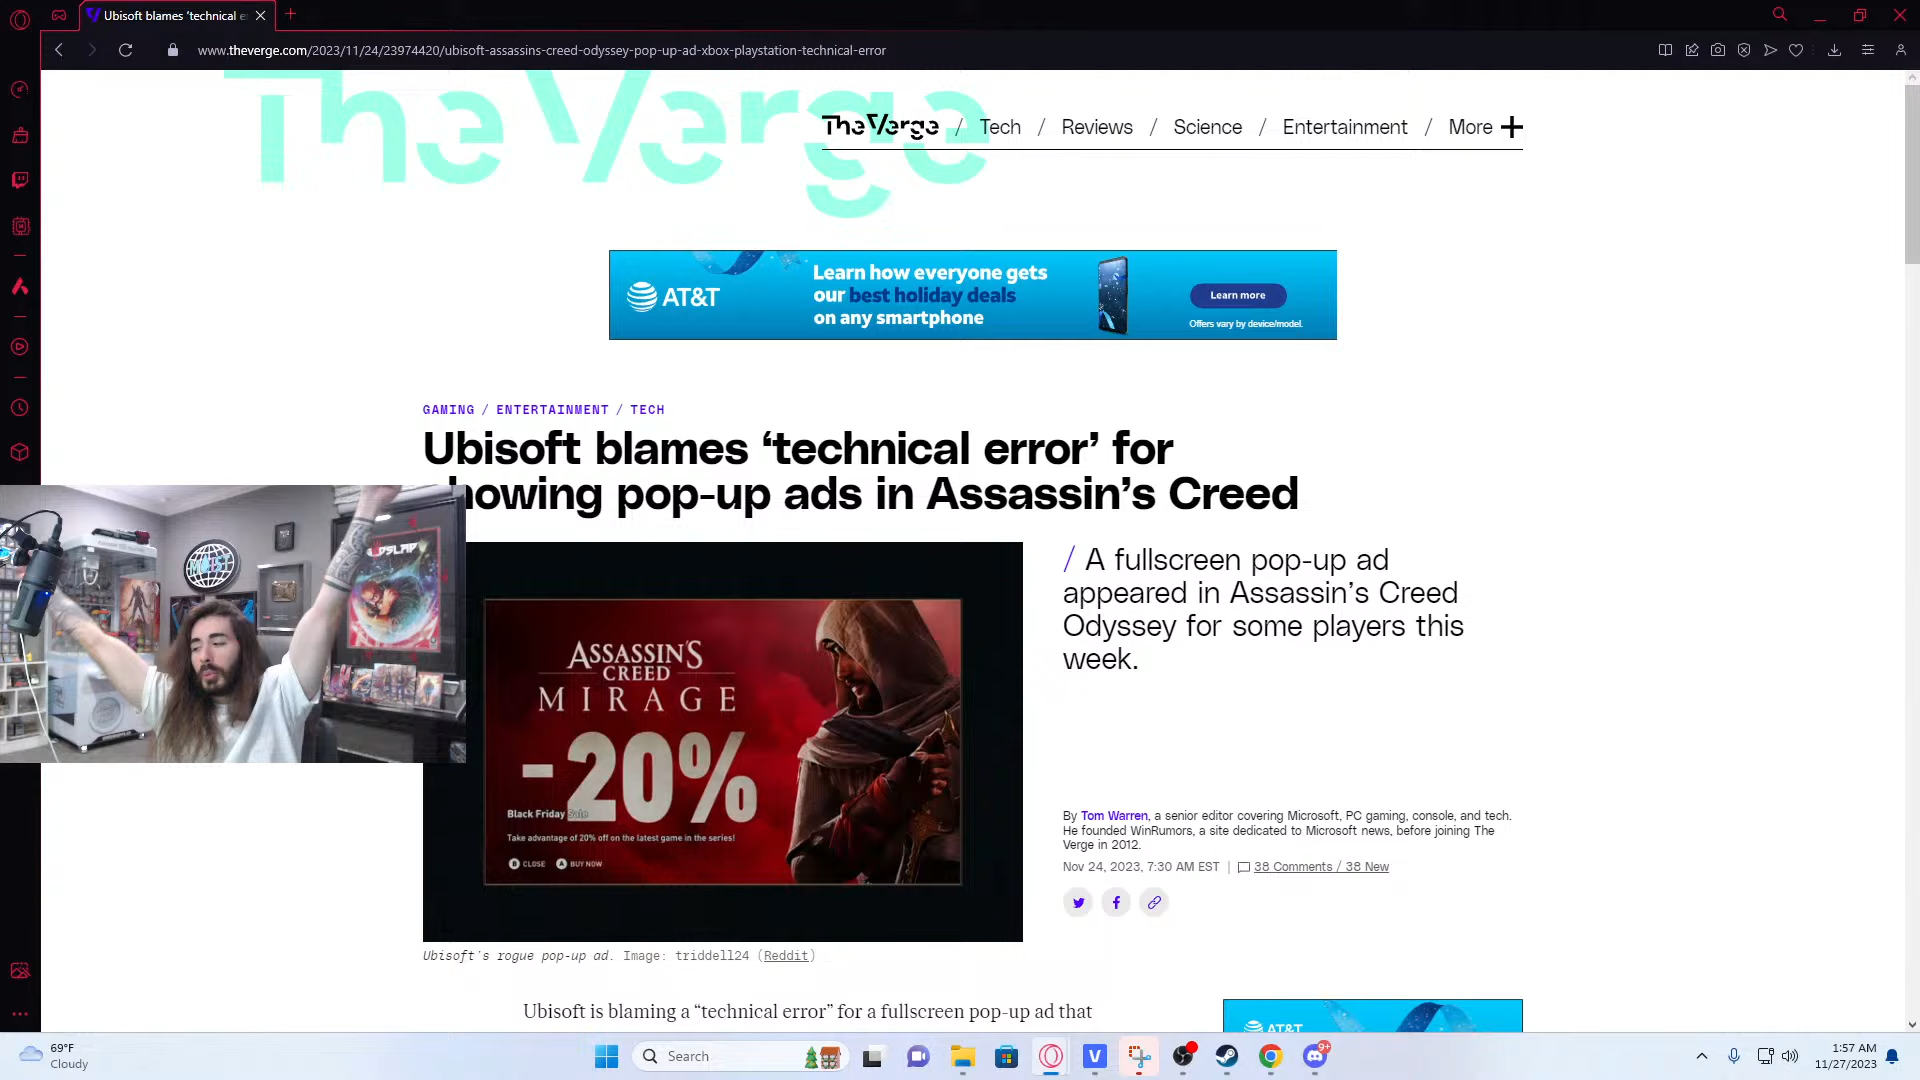 Ubisoft blames ‘technical e
www.theverge.com/2023/11/24/23974420/ubisoft-assassins-creed-odyssey-pop-up-ad-xbox-playstation-technical-error
The Verge
The Verge / Tech / Reviews / Science / Entertainment / More
AT&T
Learn how everyone gets
our best holiday deals
on any smartphone
Learn more
Offers vary by device/model.
GAMING / ENTERTAINMENT / TECH
Ubisoft blames ‘technical error’ for
howing pop-up ads in Assassin’s Creed
MOIST
/ A fullscreen pop-up ad
appeared in Assassin’s Creed
Odyssey for some players this
week.
ASSASSIN'S
CREED
MIRAGE
-20%
Black Friday Sale
Take advantage of 20% off on the latest game in the series!
B CLOSE A BUY NOW
By Tom Warren, a senior editor covering Microsoft, PC gaming, console, and tech.
He founded WinRumors, a site dedicated to Microsoft news, before joining The
Verge in 2012.
Nov 24, 2023, 7:30 AM EST | 38 Comments / 38 New
Ubisoft's rogue pop-up ad. Image: triddell24 (Reddit)
Ubisoft is blaming a “technical error” for a fullscreen pop-up ad that
AT&T
69°F
Cloudy
Search
9+
1:57 AM
11/27/2023